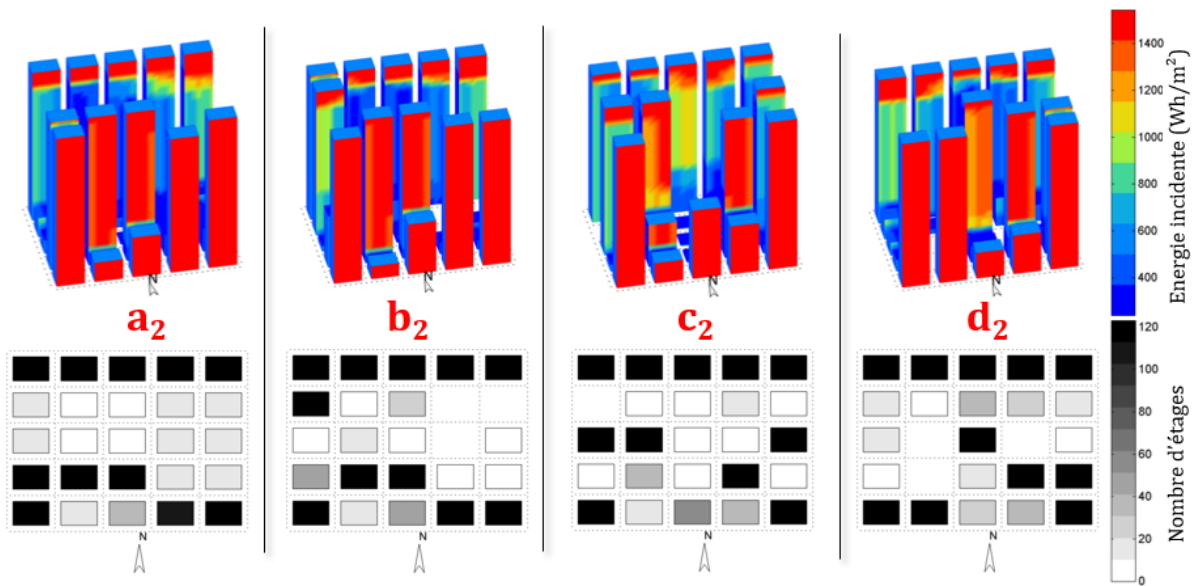 1400
1200
1000
800
600
400
Energie incidente (Wh/m²)
N
N
N
N
a₂
b₂
c₂
d₂
120
100
80
60
40
20
0
Nombre d'étages
N
N
N
N